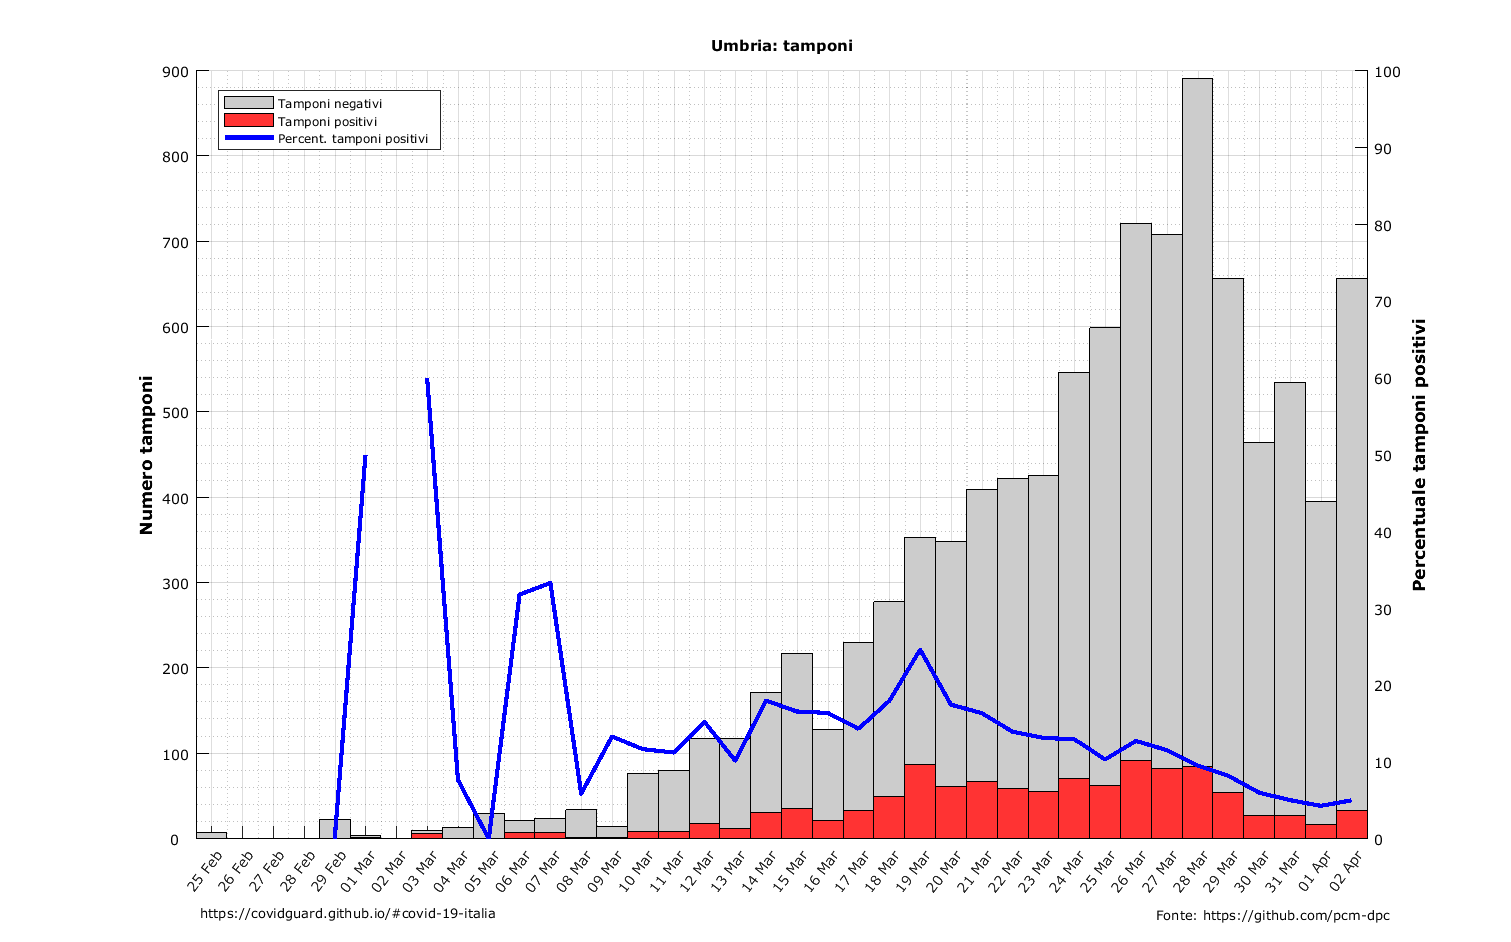 Umbria: tamponi
Tamponi negativi
Tamponi positivi
Percent. tamponi positivi
Numero tamponi
900
800
700
600
500
400
300
200
100
0
100
90
80
70
60
50
40
30
20
10
0
Percentuale tamponi positivi
25 Feb
26 Feb
27 Feb
28 Feb
29 Feb
01 Mar
02 Mar
03 Mar
04 Mar
05 Mar
06 Mar
07 Mar
08 Mar
09 Mar
10 Mar
11 Mar
12 Mar
13 Mar
14 Mar
15 Mar
16 Mar
17 Mar
18 Mar
19 Mar
20 Mar
21 Mar
22 Mar
23 Mar
24 Mar
25 Mar
26 Mar
27 Mar
28 Mar
29 Mar
30 Mar
31 Mar
01 Apr
02 Apr
https://covidguard.github.io/#covid-19-italia
Fonte: https://github.com/pcm-dpc